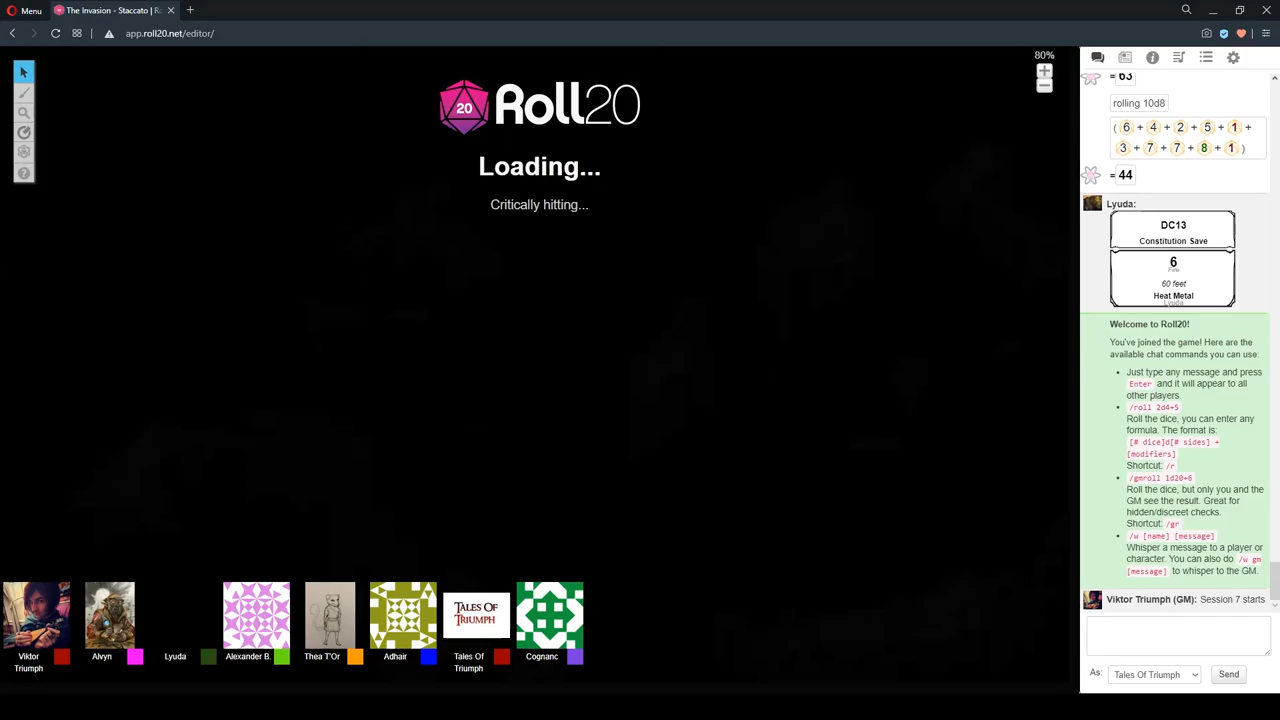 Menu
The Invasion - Staccato | Ro
app.roll20.net/editor/
80%
20
Roll20
Loading...
Critically hitting...
= 63
rolling 10d8
( 6 + 4 + 2 + 5 + 1 +
3 + 7 + 7 + 8 + 1 )
= 44
Lyuda:
DC13
Constitution Save
6
Fire
60 feet
Heat Metal
Lyuda
Welcome to Roll20!
You've joined the game! Here are the
available chat commands you can use:
Just type any message and press
Enter and it will appear to all
other players.
/roll 2d4+5
Roll the dice, you can enter any
formula. The format is:
[# dice]d[# sides] +
[modifiers]
Shortcut: /r
/gmroll 1d20+6
Roll the dice, but only you and the
GM see the result. Great for
hidden/discreet checks.
Shortcut: /gr
/w [name] [message]
Whisper a message to a player or
character. You can also do /w gm
[message] to whisper to the GM.
Viktor Triumph (GM): Session 7 starts
As:
Tales Of Triumph
Send
TALES OF
TRIUMPH
Viktor
Triumph
Alvyn
Lyuda
Alexander B.
Thea T'Or
Adhair
Tales Of
Triumph
Cognanc